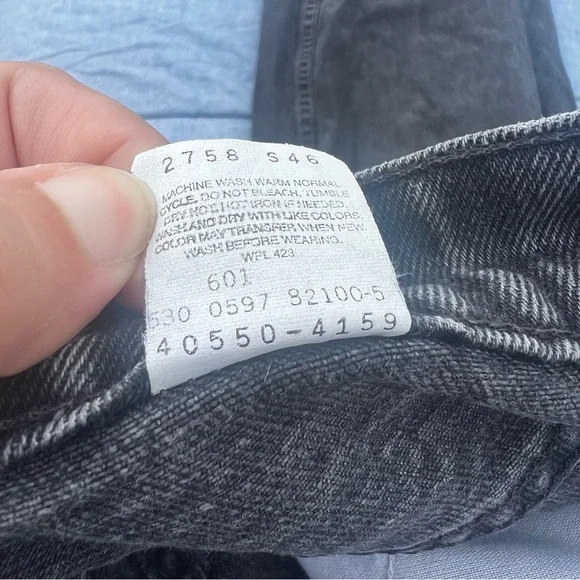 2758 S46
MACHINE WASH WARM NORMAL
CYCLE. DO NOT BLEACH. TUMBLE
DRY HOT. HOT IRON IF NEEDED.
WASH AND DRY WITH LIKE COLORS.
COLOR MAY TRANSFER WHEN NEW
WASH BEFORE WEARING.
WPL 423
601
530 0597 82100-5
40550-4159